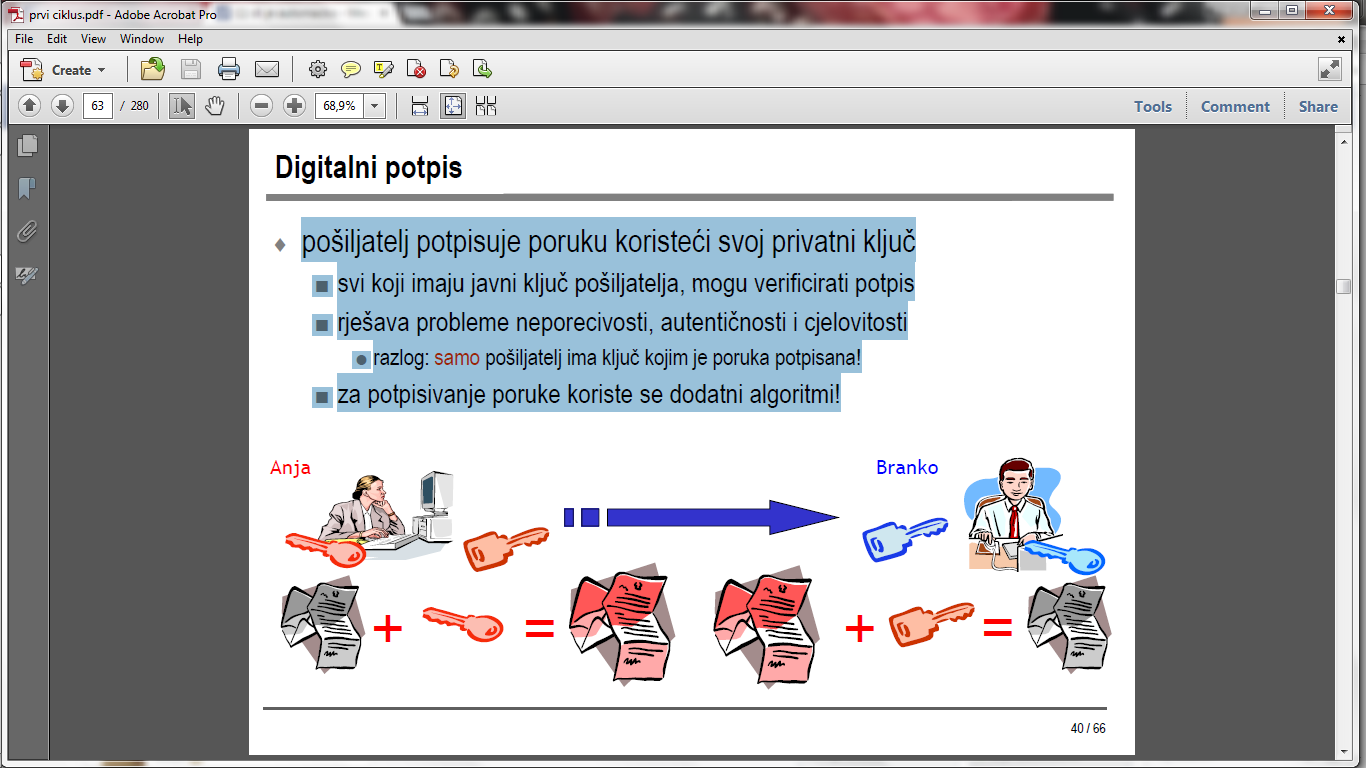 prvi ciklus.pdf - Adobe Acrobat Pro
File Edit View Window Help
Create
63 / 280 68,9% Tools Comment Share
Digitalni potpis
pošiljatelj potpisuje poruku koristeći svoj privatni ključ
svi koji imaju javni ključ pošiljatelja, mogu verificirati potpis
rješava probleme neporecivosti, autentičnosti i cjelovitosti
razlog: samo pošiljatelj ima ključ kojim je poruka potpisana!
za potpisivanje poruke koriste se dodatni algoritmi!
Anja Branko
+ = + =
40 / 66